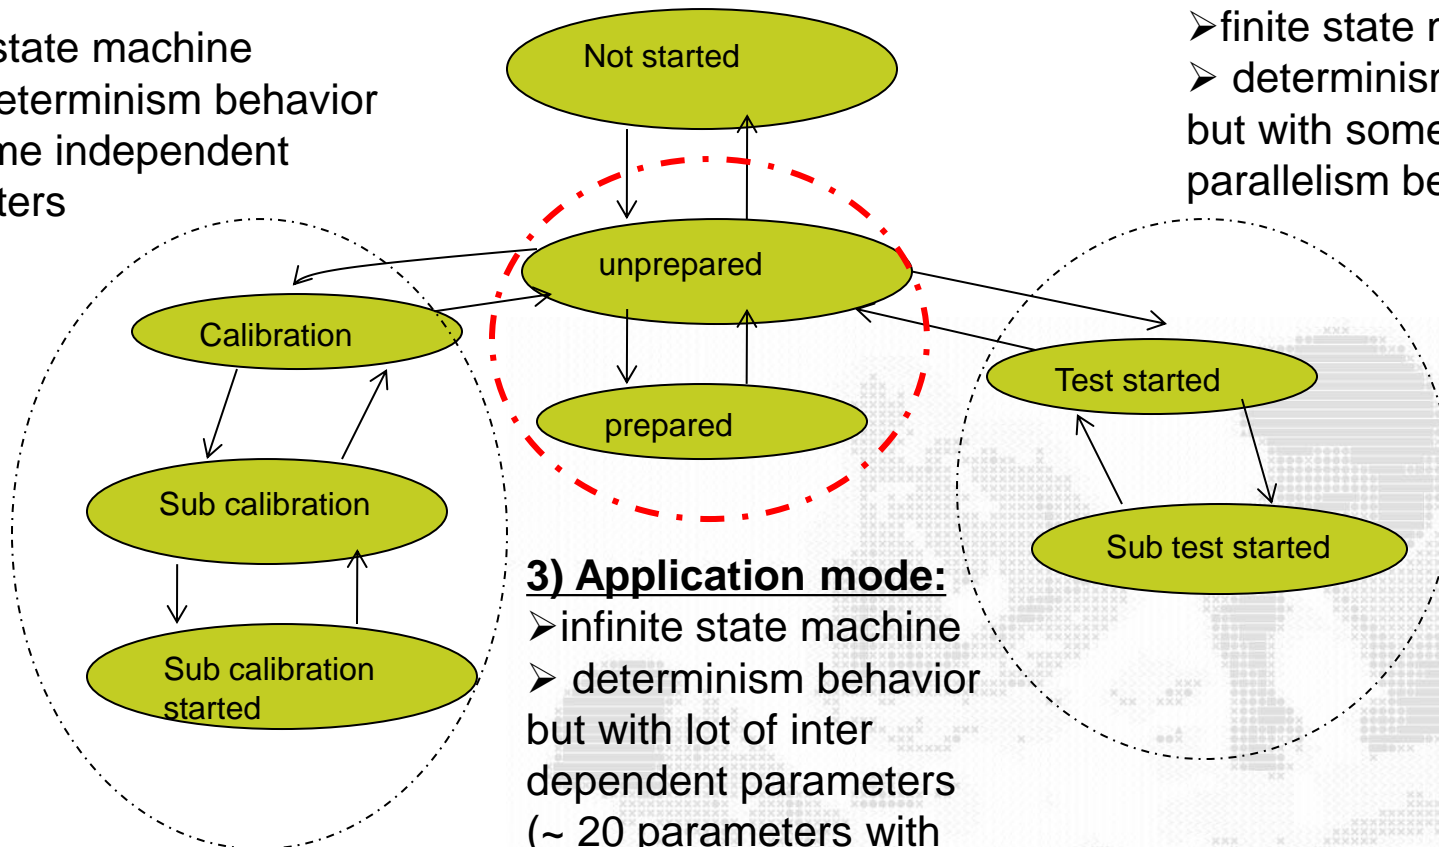 state machine
eterminism behavior
me independent
ters
Not started
➢finite state
➢ determinism
but with some
parallelism be
unprepared
Calibration
prepared
Test started
Sub calibration
Sub test started
Sub calibration
started
3) Application mode:
➢infinite state machine
➢ determinism behavior
but with lot of inter
dependent parameters
(~ 20 parameters with